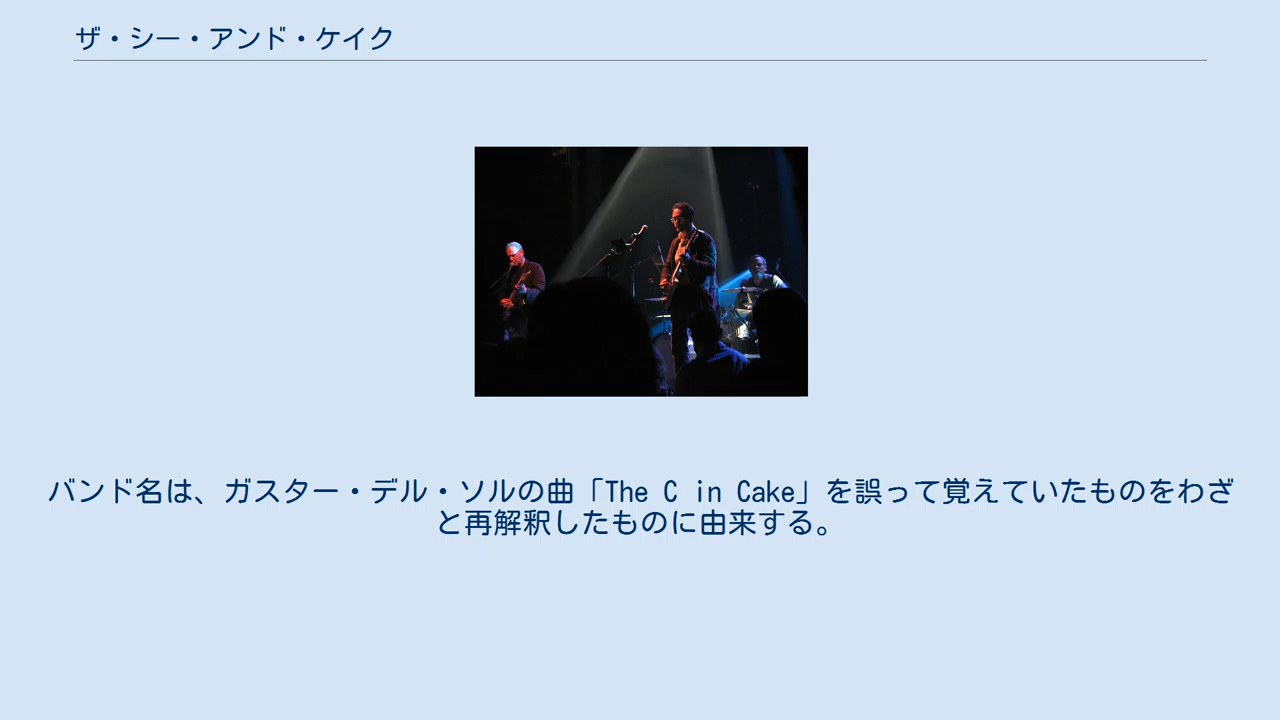 ザ・シー・アンド・ケイク
バンド名は、ガスター・デル・ソルの曲「The C in Cake」を誤って覚えていたものをわざ
と再解釈したものに由来する。